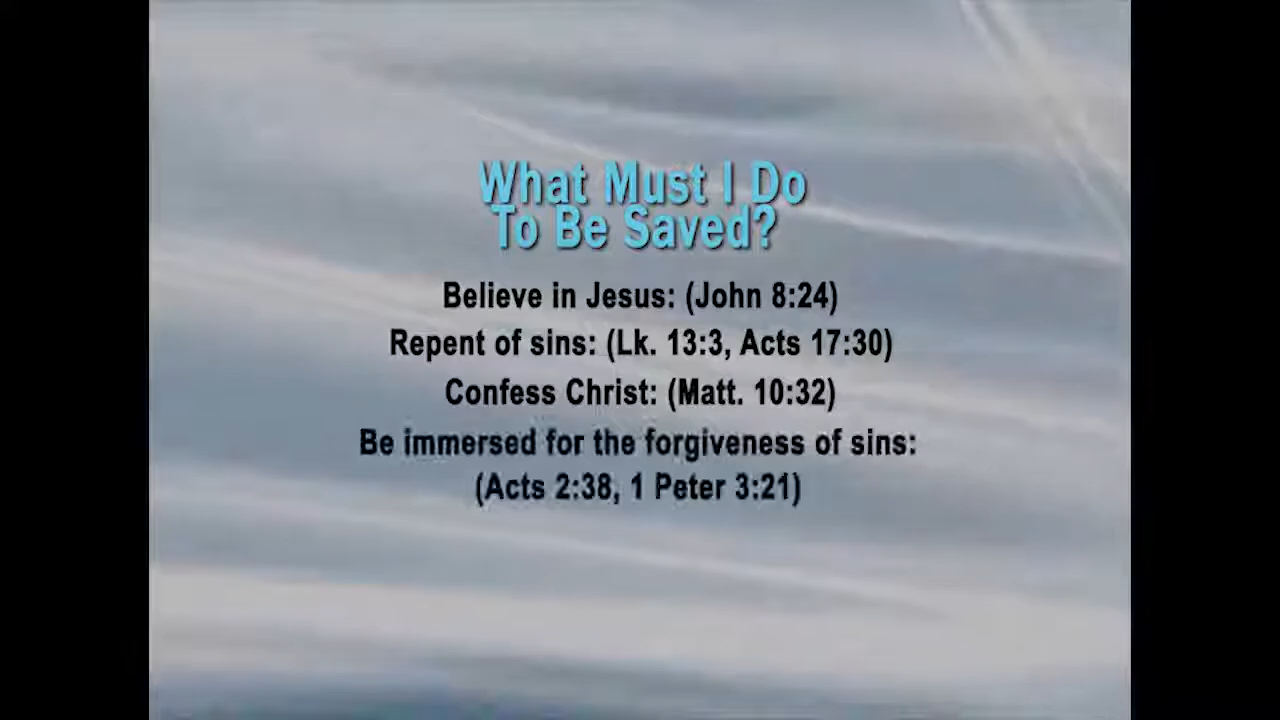 What Must I Do
To Be Saved?
Believe in Jesus: (John 8:24)
Repent of sins: (Lk. 13:3, Acts 17:30)
Confess Christ: (Matt. 10:32)
Be immersed for the forgiveness of sins:
(Acts 2:38, 1 Peter 3:21)